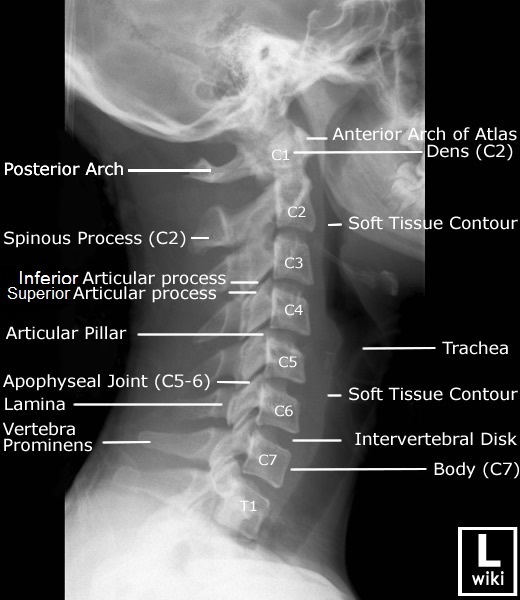 Anterior Arch of Atlas
C1
Dens (C2)
Posterior Arch
C2
Soft Tissue Contour
Spinous Process (C2)
C3
Inferior Articular process
Superior Articular process
C4
Articular Pillar
Trachea
C5
Apophyseal Joint (C5-6)
Soft Tissue Contour
Lamina
C6
Vertebra
Prominens
Intervertebral Disk
C7
Body (C7)
T1
L
wiki